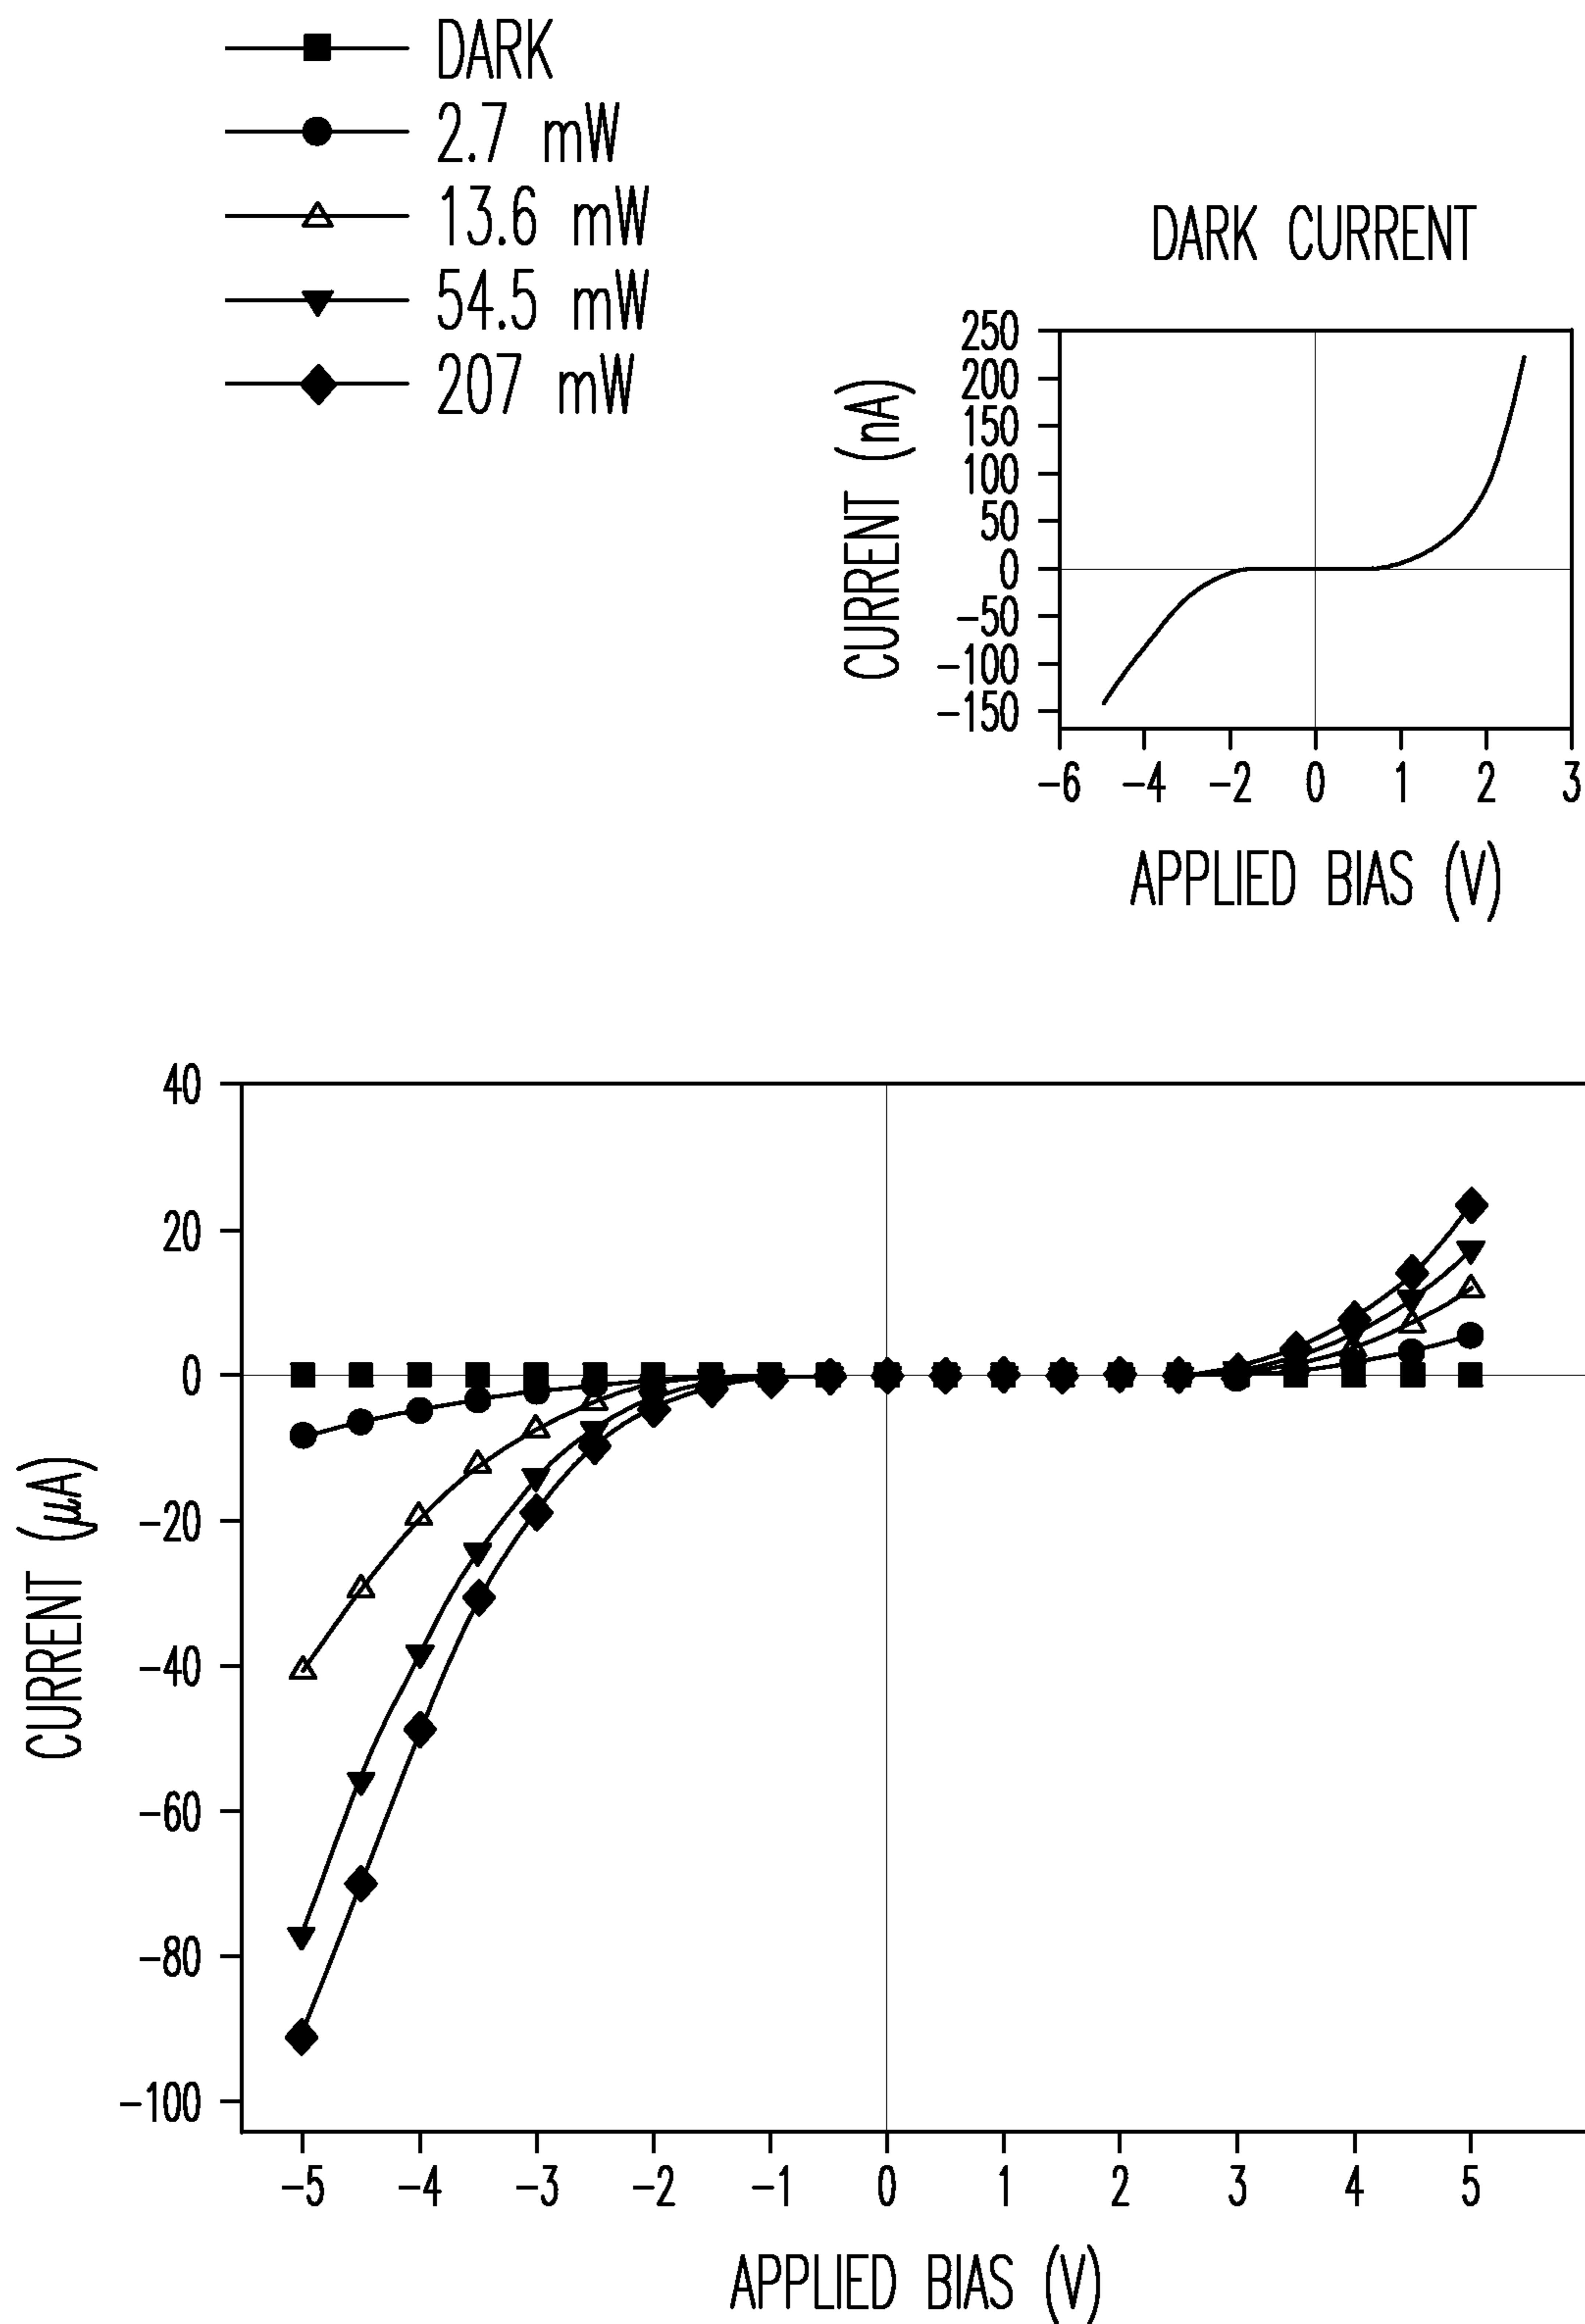 DARK
2.7 mW
13.6 mW
54.5 mW
207 mW
DARK CURRENT
CURRENT (nA)
250
200
150
100
50
0
-50
-100
-150
-6 -4 -2 0 1 2 3
APPLIED BIAS (V)
CURRENT (μA)
40
20
0
-20
-40
-60
-80
-100
-5 -4 -3 -2 -1 0 1 2 3 4 5
APPLIED BIAS (V)